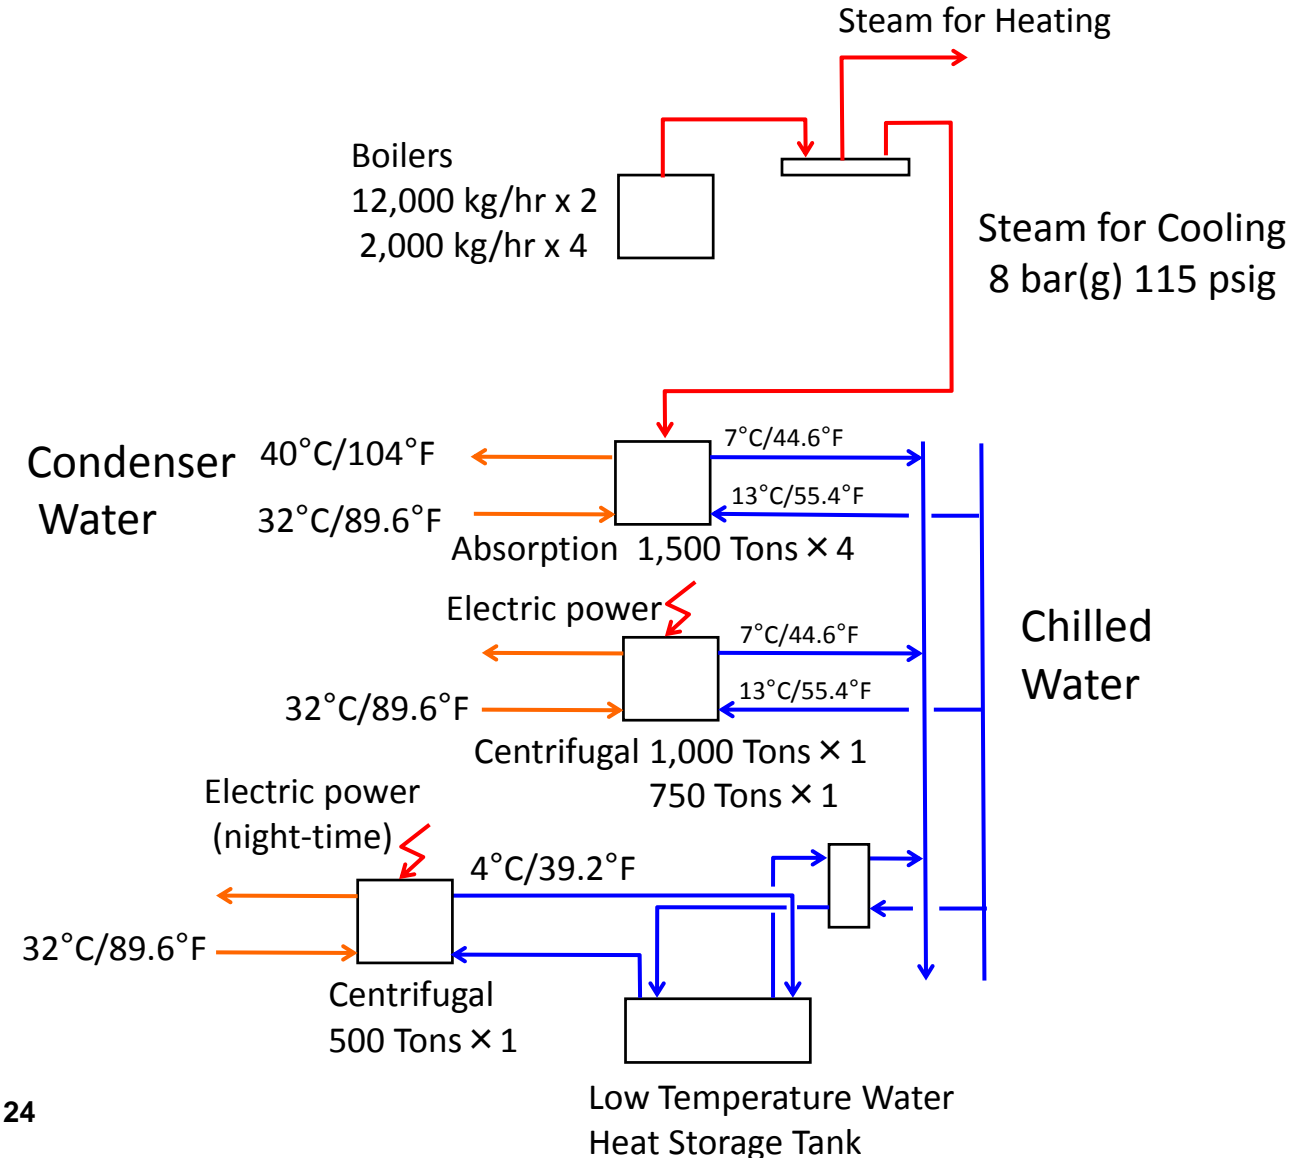 Steam for Heating
Boilers
12,000 kg/hr x 2
2,000 kg/hr x 4
Steam for Cooling
8 bar(g) 115 psig
Condenser
Water
40°C/104°F
32°C/89.6°F
7°C/44.6°F
13°C/55.4°F
Absorption 1,500 Tons × 4
Electric power
7°C/44.6°F
13°C/55.4°F
32°C/89.6°F
Chilled
Water
Centrifugal 1,000 Tons × 1
750 Tons × 1
Electric power
(night-time)
4°C/39.2°F
32°C/89.6°F
Centrifugal
500 Tons × 1
Low Temperature Water
Heat Storage Tank
24